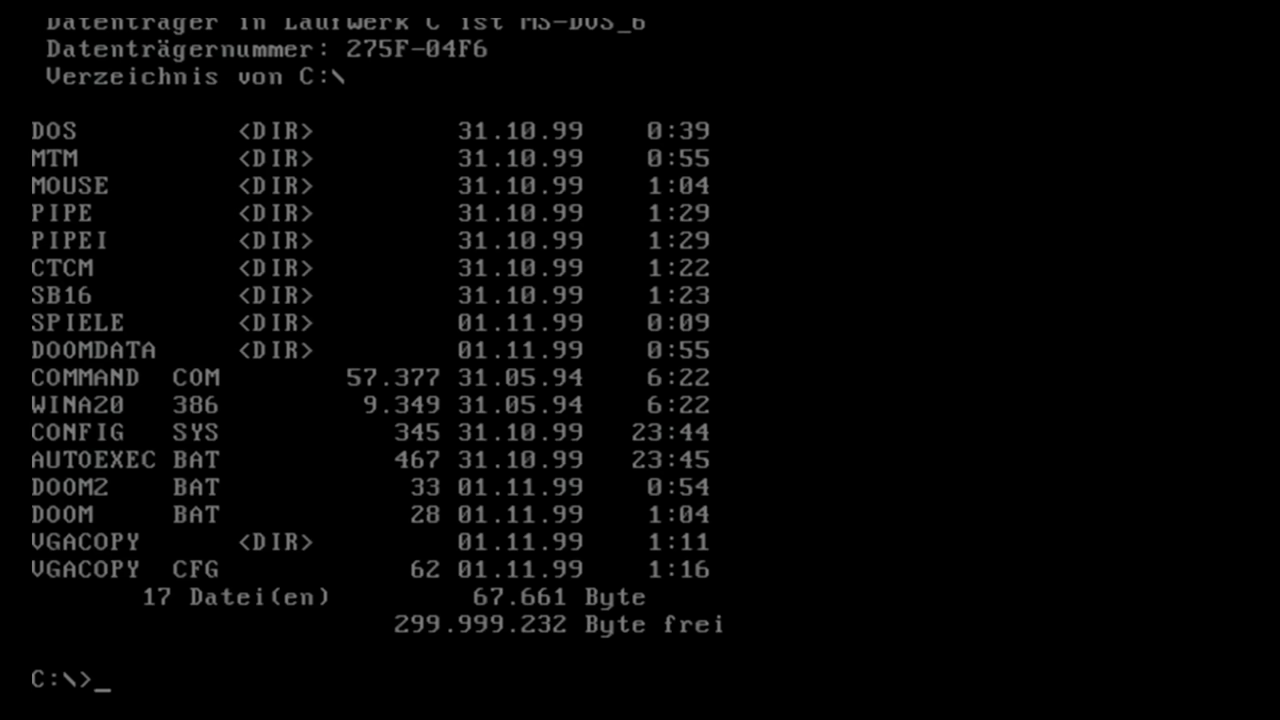 Datenträger in Laufwerk C ist MS-DOS_6
Datenträgernummer: 275F-04F6
Verzeichnis von C:\
DOS <DIR> 31.10.99 0:39
MTM <DIR> 31.10.99 0:55
MOUSE <DIR> 31.10.99 1:04
PIPE <DIR> 31.10.99 1:29
PIPEI <DIR> 31.10.99 1:29
CTCM <DIR> 31.10.99 1:22
SB16 <DIR> 31.10.99 1:23
SPIELE <DIR> 01.11.99 0:09
DOOMDATA <DIR> 01.11.99 0:55
COMMAND COM 57.377 31.05.94 6:22
WINA20 386 9.349 31.05.94 6:22
CONFIG SYS 345 31.10.99 23:44
AUTOEXEC BAT 467 31.10.99 23:45
DOOM2 BAT 33 01.11.99 0:54
DOOM BAT 28 01.11.99 1:04
VGACOPY <DIR> 01.11.99 1:11
VGACOPY CFG 62 01.11.99 1:16
17 Datei(en) 67.661 Byte
299.999.232 Byte frei
C:\>_